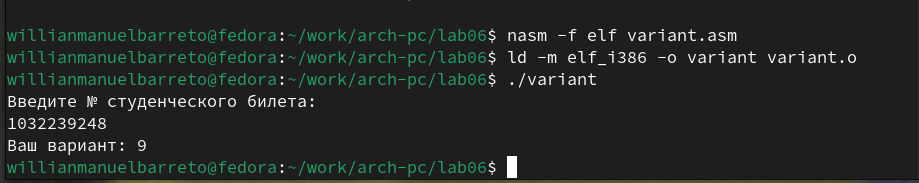 willianmanuelbarreto@fedora:~/work/arch-pc/lab06$ nasm -f elf variant.asm
willianmanuelbarreto@fedora:~/work/arch-pc/lab06$ ld -m elf_i386 -o variant variant.o
willianmanuelbarreto@fedora:~/work/arch-pc/lab06$ ./variant
Введите № студенческого билета:
1032239248
Ваш вариант: 9
willianmanuelbarreto@fedora:~/work/arch-pc/lab06$